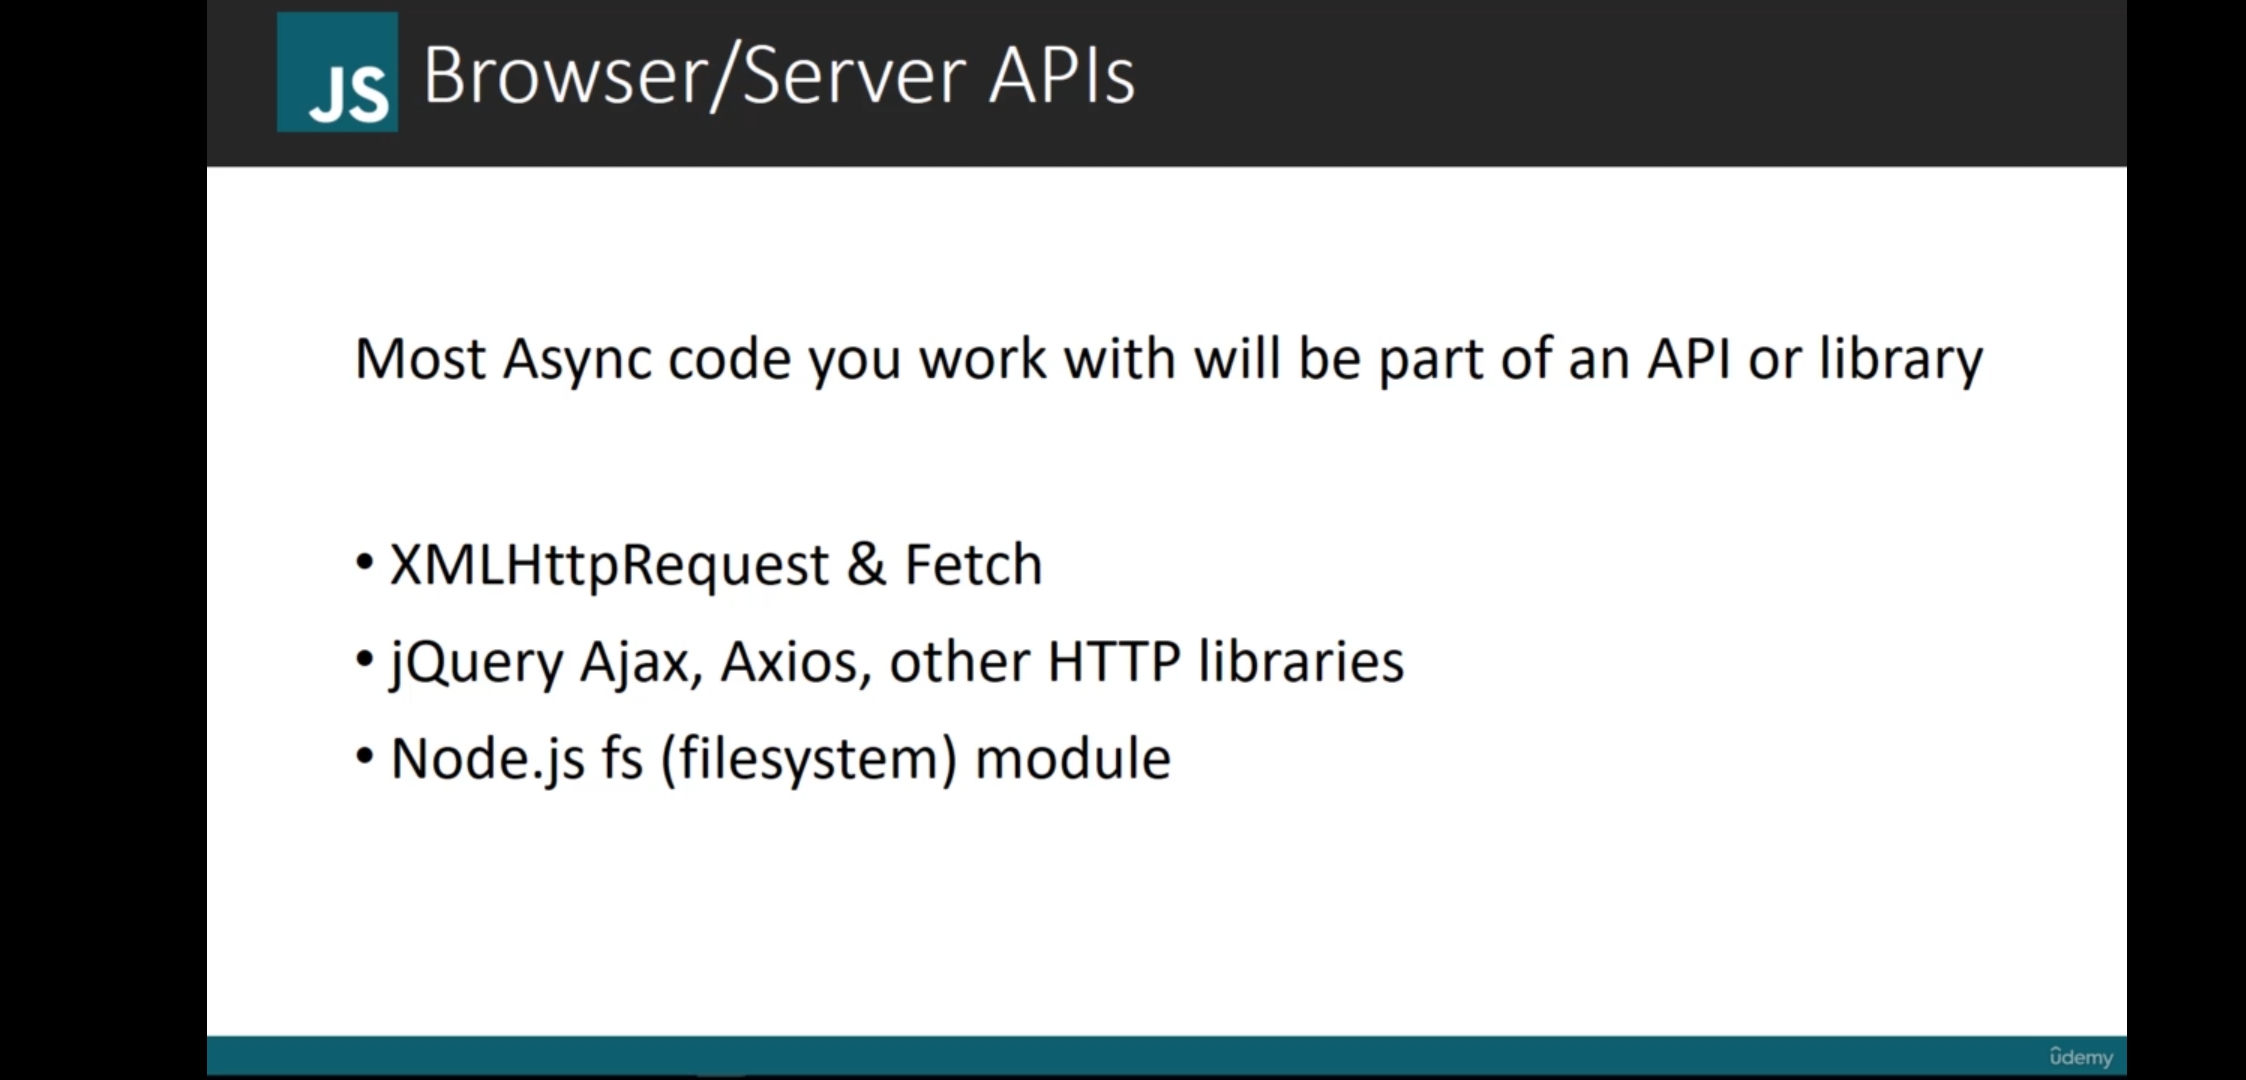 JS Browser/Server APIs
Most Async code you work with will be part of an API or library
• XMLHttpRequest & Fetch
• jQuery Ajax, Axios, other HTTP libraries
• Node.js fs (filesystem) module
ûdemy